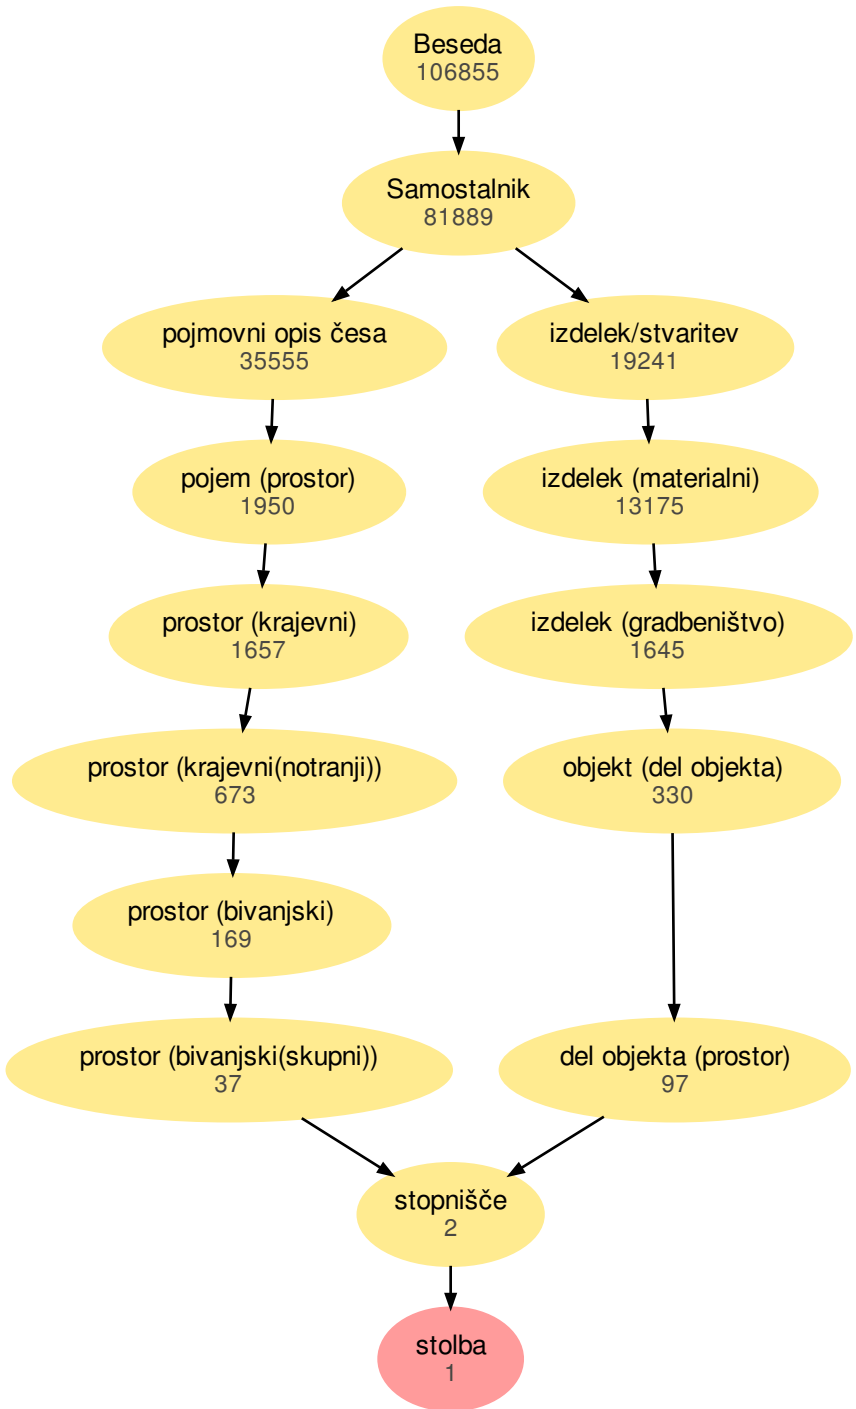 Beseda
106855
Samostalnik
81889
pojmovni opis česa
35555
izdelek/stvaritev
19241
pojem (prostor)
1950
izdelek (materialni)
13175
prostor (krajevni)
1657
izdelek (gradbeništvo)
1645
prostor (krajevni(notranji))
673
objekt (del objekta)
330
prostor (bivanjski)
169
prostor (bivanjski(skupni))
37
del objekta (prostor)
97
stopnišče
2
stolba
1